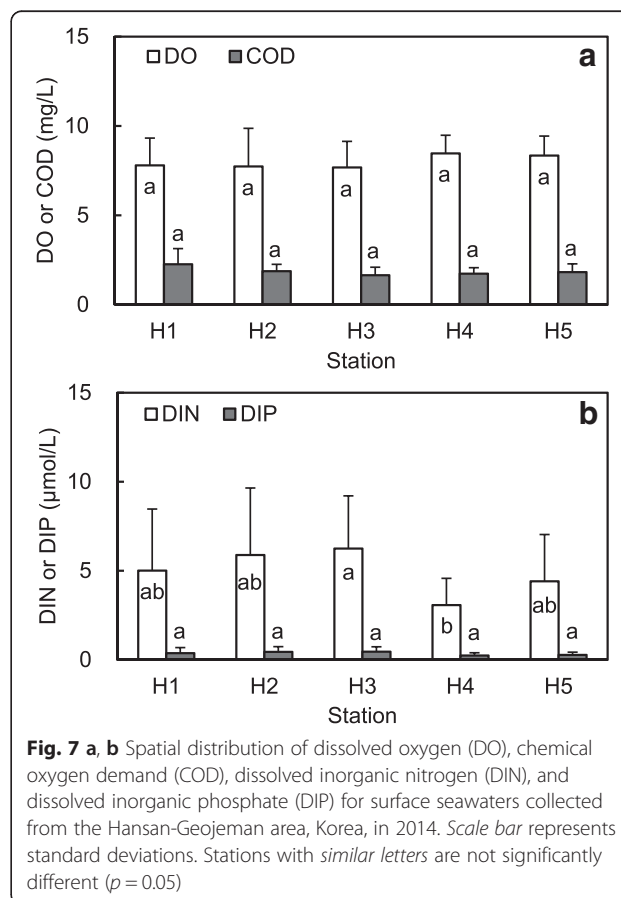 15
DO COD
a
10
5
0
DO or COD (mg/L)
a a a a a
a a a a a
H1 H2 H3 H4 H5
Station
15
DIN DIP
b
10
5
0
DIN or DIP (µmol/L)
ab ab a b ab
a a a a a
H1 H2 H3 H4 H5
Station
Fig. 7 a, b Spatial distribution of dissolved oxygen (DO), chemical
oxygen demand (COD), dissolved inorganic nitrogen (DIN), and
dissolved inorganic phosphate (DIP) for surface seawaters collected
from the Hansan-Geojeman area, Korea, in 2014. Scale bar represents
standard deviations. Stations with similar letters are not significantly
different (p = 0.05)